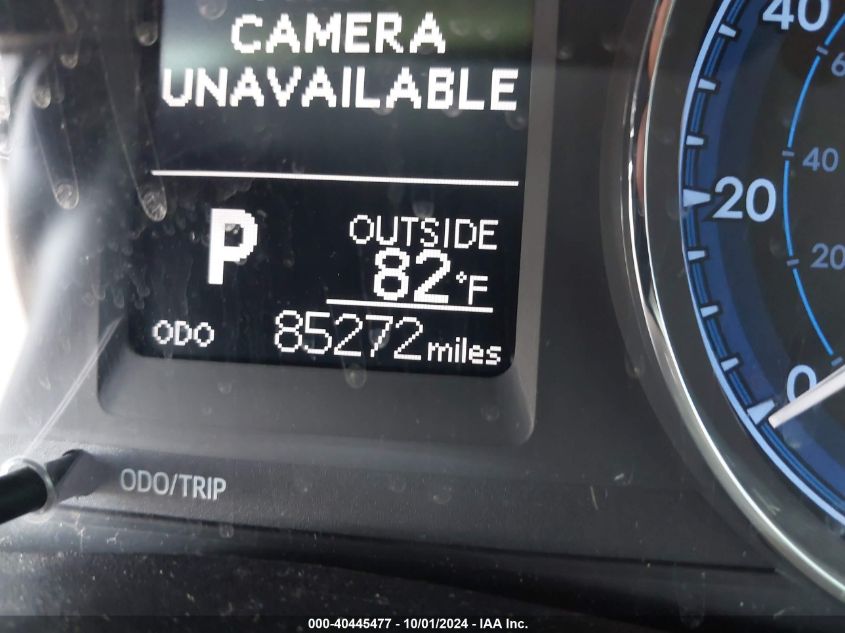 CAMERA
UNAVAILABLE
P
OUTSIDE
82°F
ODO 85272 miles
ODO/TRIP
40
20
0
40
20
000-40445477 - 10/01/2024 - IAA Inc.